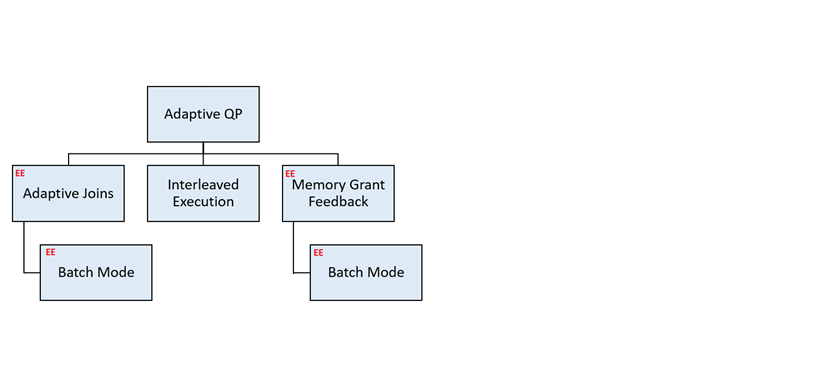 Adaptive QP
EE
Adaptive Joins
Interleaved
Execution
EE
Memory Grant
Feedback
EE
Batch Mode
EE
Batch Mode